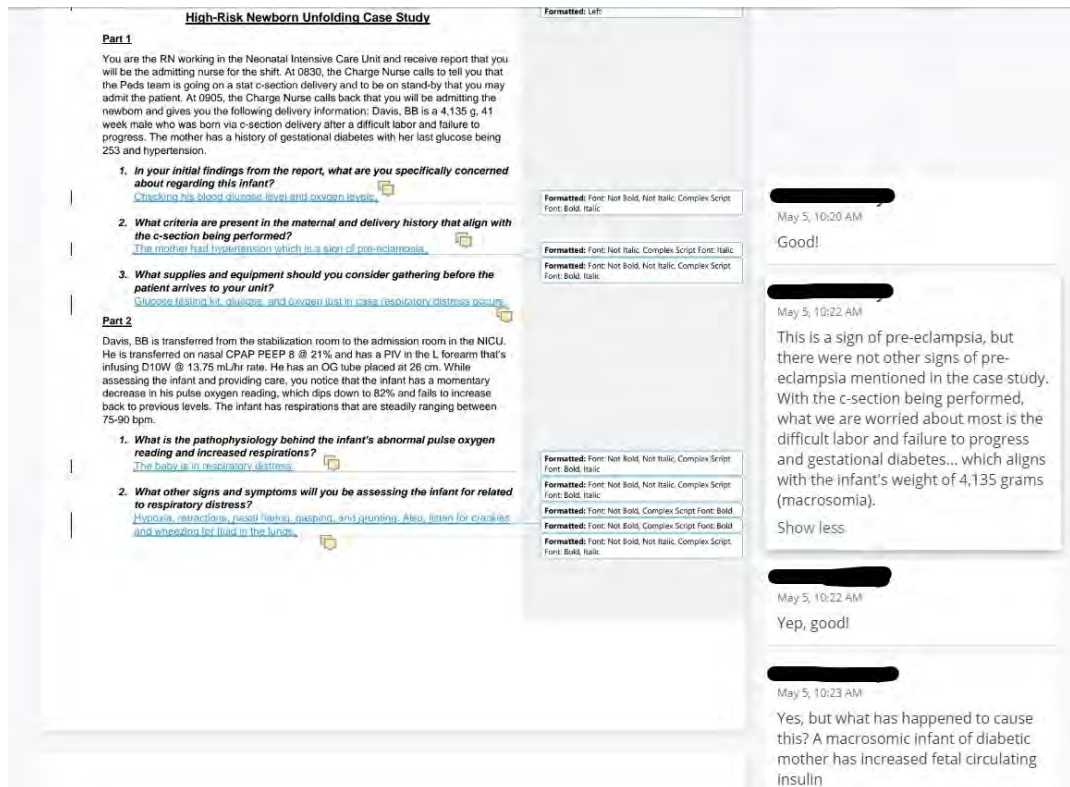 High-Risk Newborn Unfolding Case Study
Part 1
You are the RN working in the Neonatal Intensive Care Unit and receive report that you
will be the admitting nurse for the shift. At 0830, the Charge Nurse calls to tell you that
the Peds team is going on a stat c-section delivery and to be on stand-by that you may
admit the patient. At 0905, the Charge Nurse calls back that you will be admitting the
newborn and gives you the following delivery information: Davis, BB is a 4,135 g, 41
week male who was born via c-section delivery after a difficult labor and failure to
progress. The mother has a history of gestational diabetes with her last glucose being
253 and hypertension.
1. In your initial findings from the report, what are you specifically concerned
about regarding this infant?
Checking his blood glucose level and oxygen levels.
2. What criteria are present in the maternal and delivery history that align with
the c-section being performed?
The mother had hypertension which is a sign of pre-eclampsia.
3. What supplies and equipment should you consider gathering before the
patient arrives to your unit?
Glucose testing kit, glucose, and oxygen just in case respiratory distress occurs.
Part 2
Davis, BB is transferred from the stabilization room to the admission room in the NICU.
He is transferred on nasal CPAP PEEP 8 @ 21% and has a PIV in the L forearm that's
infusing D10W @ 13.75 mL/hr rate. He has an OG tube placed at 26 cm. While
assessing the infant and providing care, you notice that the infant has a momentary
decrease in his pulse oxygen reading, which dips down to 82% and fails to increase
back to previous levels. The infant has respirations that are steadily ranging between
75-90 bpm.
1. What is the pathophysiology behind the infant's abnormal pulse oxygen
reading and increased respirations?
The baby is in respiratory distress.
2. What other signs and symptoms will you be assessing the infant for related
to respiratory distress?
Hypoxia, retractions, nasal flaring, gasping, and grunting. Also, listen for crackles
and wheezing for fluid in the lungs.
Formatted: Left
Formatted: Font: Not Bold, Not Italic, Complex Script
Font: Bold, Italic
Formatted: Font: Not Italic, Complex Script Font: Italic
Formatted: Font: Not Bold, Not Italic, Complex Script
Font: Bold, Italic
Formatted: Font: Not Bold, Not Italic, Complex Script
Font: Bold, Italic
Formatted: Font: Not Bold, Not Italic, Complex Script
Font: Bold, Italic
Formatted: Font: Not Bold, Complex Script Font: Bold
Formatted: Font: Not Bold, Complex Script Font: Bold
Formatted: Font: Not Bold, Not Italic, Complex Script
Font: Bold, Italic
May 5, 10:20 AM
Good!
May 5, 10:22 AM
This is a sign of pre-eclampsia, but
there were not other signs of pre-
eclampsia mentioned in the case study.
With the c-section being performed,
what we are worried about most is the
difficult labor and failure to progress
and gestational diabetes... which aligns
with the infant's weight of 4,135 grams
(macrosomia).
Show less
May 5, 10:22 AM
Yep, good!
May 5, 10:23 AM
Yes, but what has happened to cause
this? A macrosomic infant of diabetic
mother has increased fetal circulating
insulin